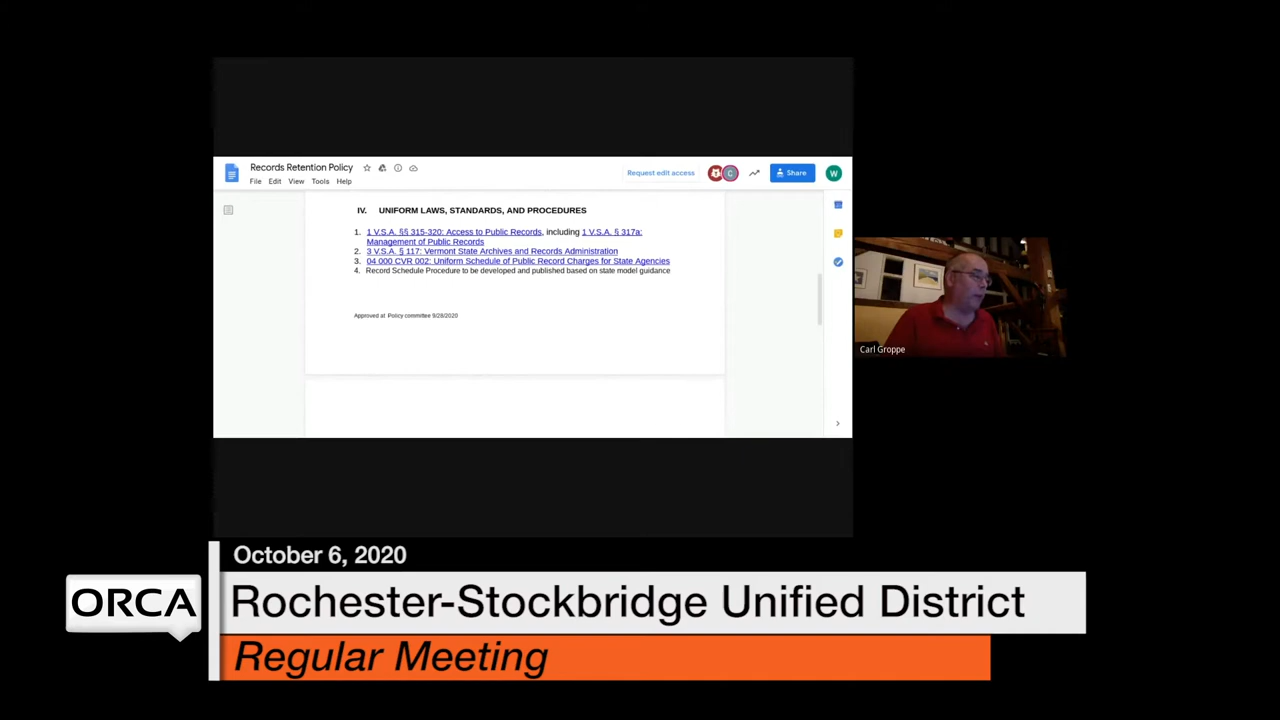 Records Retention Policy
File Edit View Tools Help
Request edit access
C
Share
W
IV. UNIFORM LAWS, STANDARDS, AND PROCEDURES
1. 1 V.S.A. §§ 315-320: Access to Public Records, including 1 V.S.A. § 317a:
Management of Public Records
2. 3 V.S.A. § 117: Vermont State Archives and Records Administration
3. 04 000 CVR 002: Uniform Schedule of Public Record Charges for State Agencies
4. Record Schedule Procedure to be developed and published based on state model guidance
Approved at Policy committee 9/28/2020
Carl Groppe
October 6, 2020
ORCA
Rochester-Stockbridge Unified District
Regular Meeting